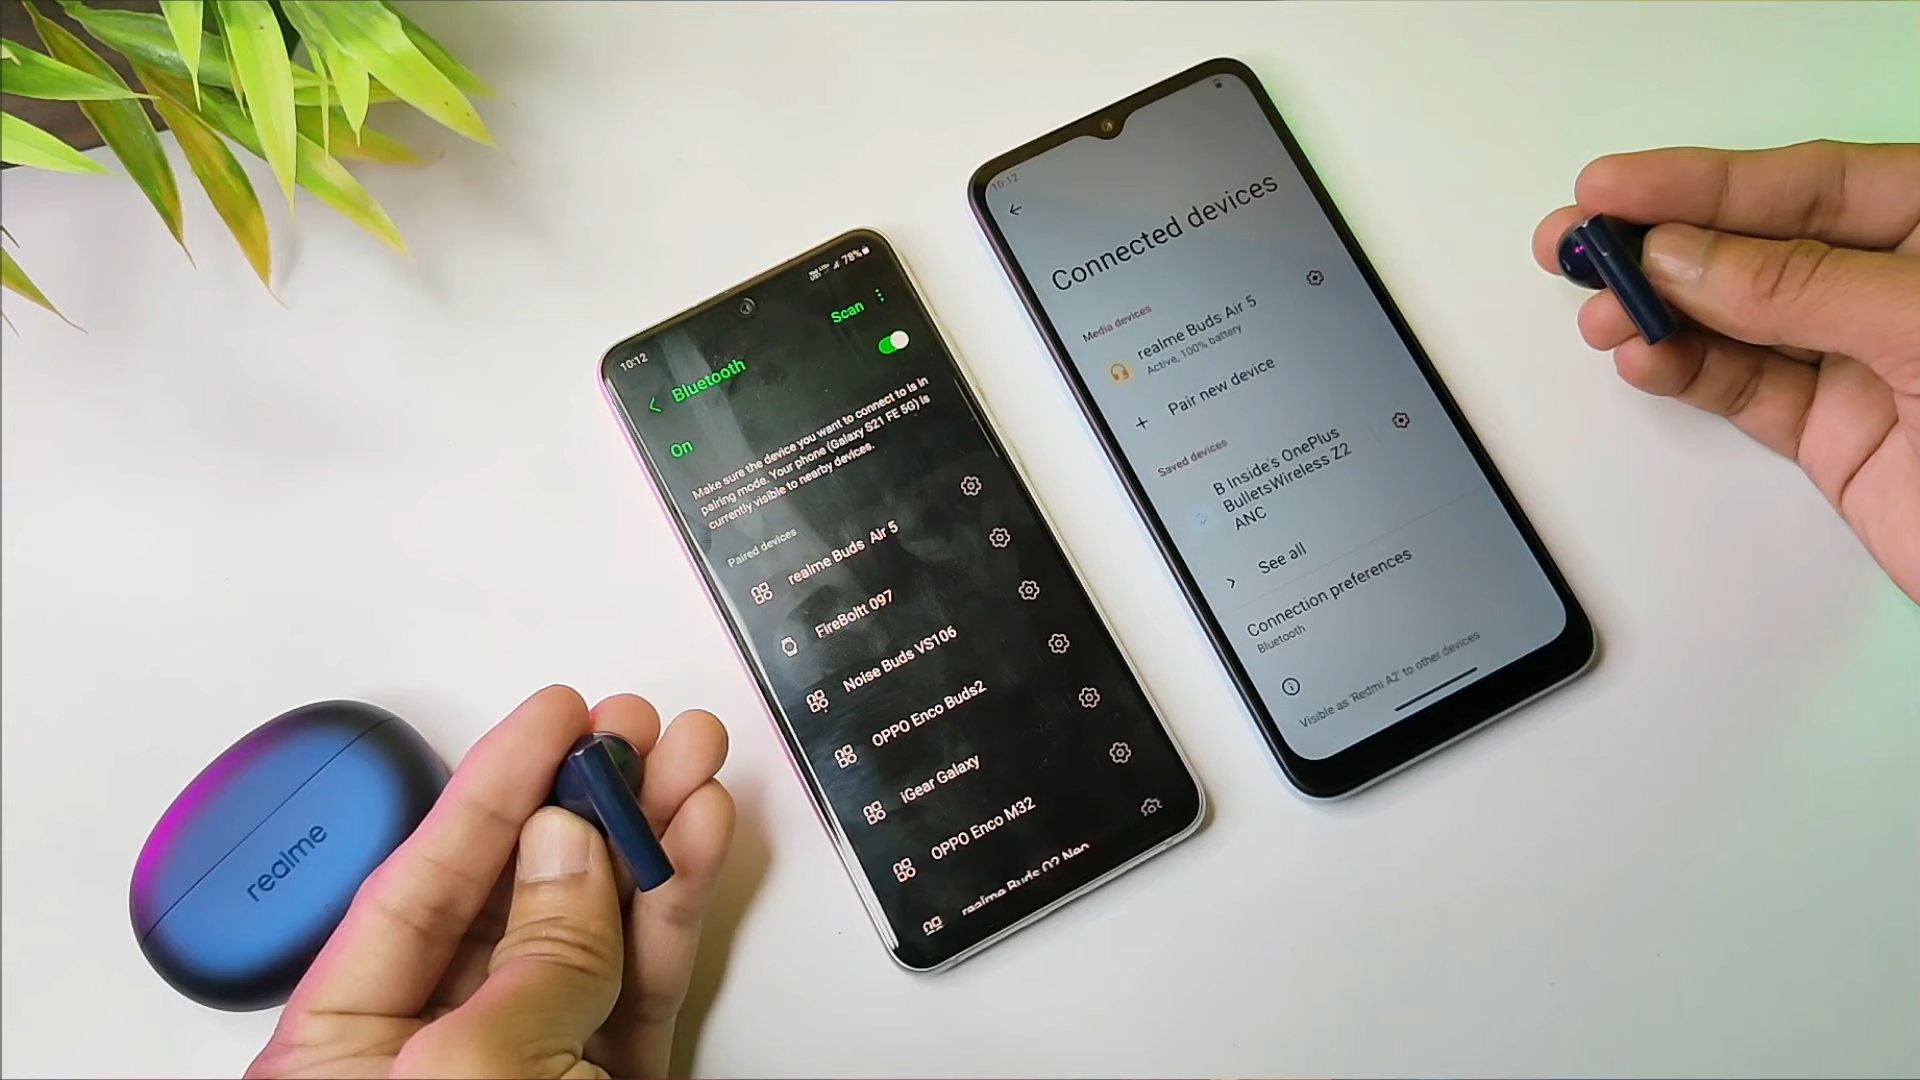 10:12
78%
Scan
Bluetooth
On
Make sure the device you want to connect to is in
pairing mode. Your phone (Galaxy S21 FE 5G) is
currently visible to nearby devices.
Paired devices
realme Buds Air 5
FireBoltt 097
Noise Buds VS106
OPPO Enco Buds2
iGear Galaxy
OPPO Enco M32
realme Buds Q2 Neo
10:12
Connected devices
Media devices
realme Buds Air 5
Active, 100% battery
Pair new device
Saved devices
B Inside's OnePlus
BulletsWireless Z2
ANC
See all
Connection preferences
Bluetooth
Visible as 'Redmi A2' to other devices
realme